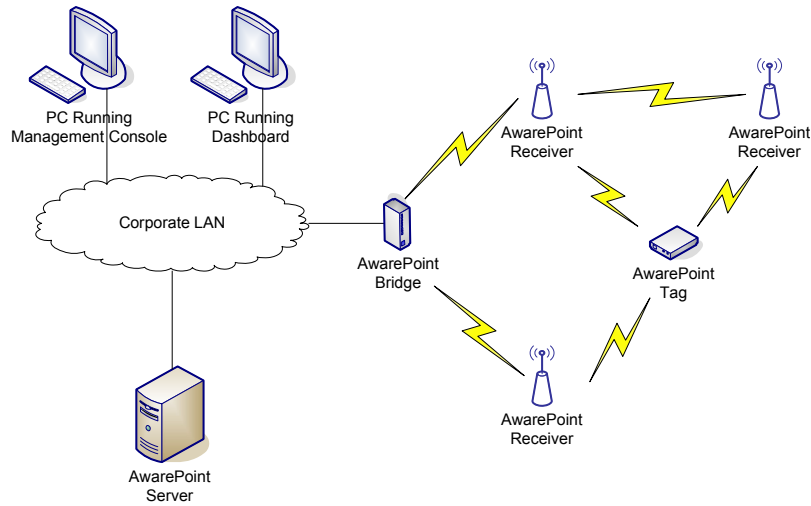 PC Running
Management Console
PC Running
Dashboard
AwarePoint
Receiver
AwarePoint
Receiver
Corporate LAN
AwarePoint
Bridge
AwarePoint
Tag
AwarePoint
Receiver
AwarePoint
Server